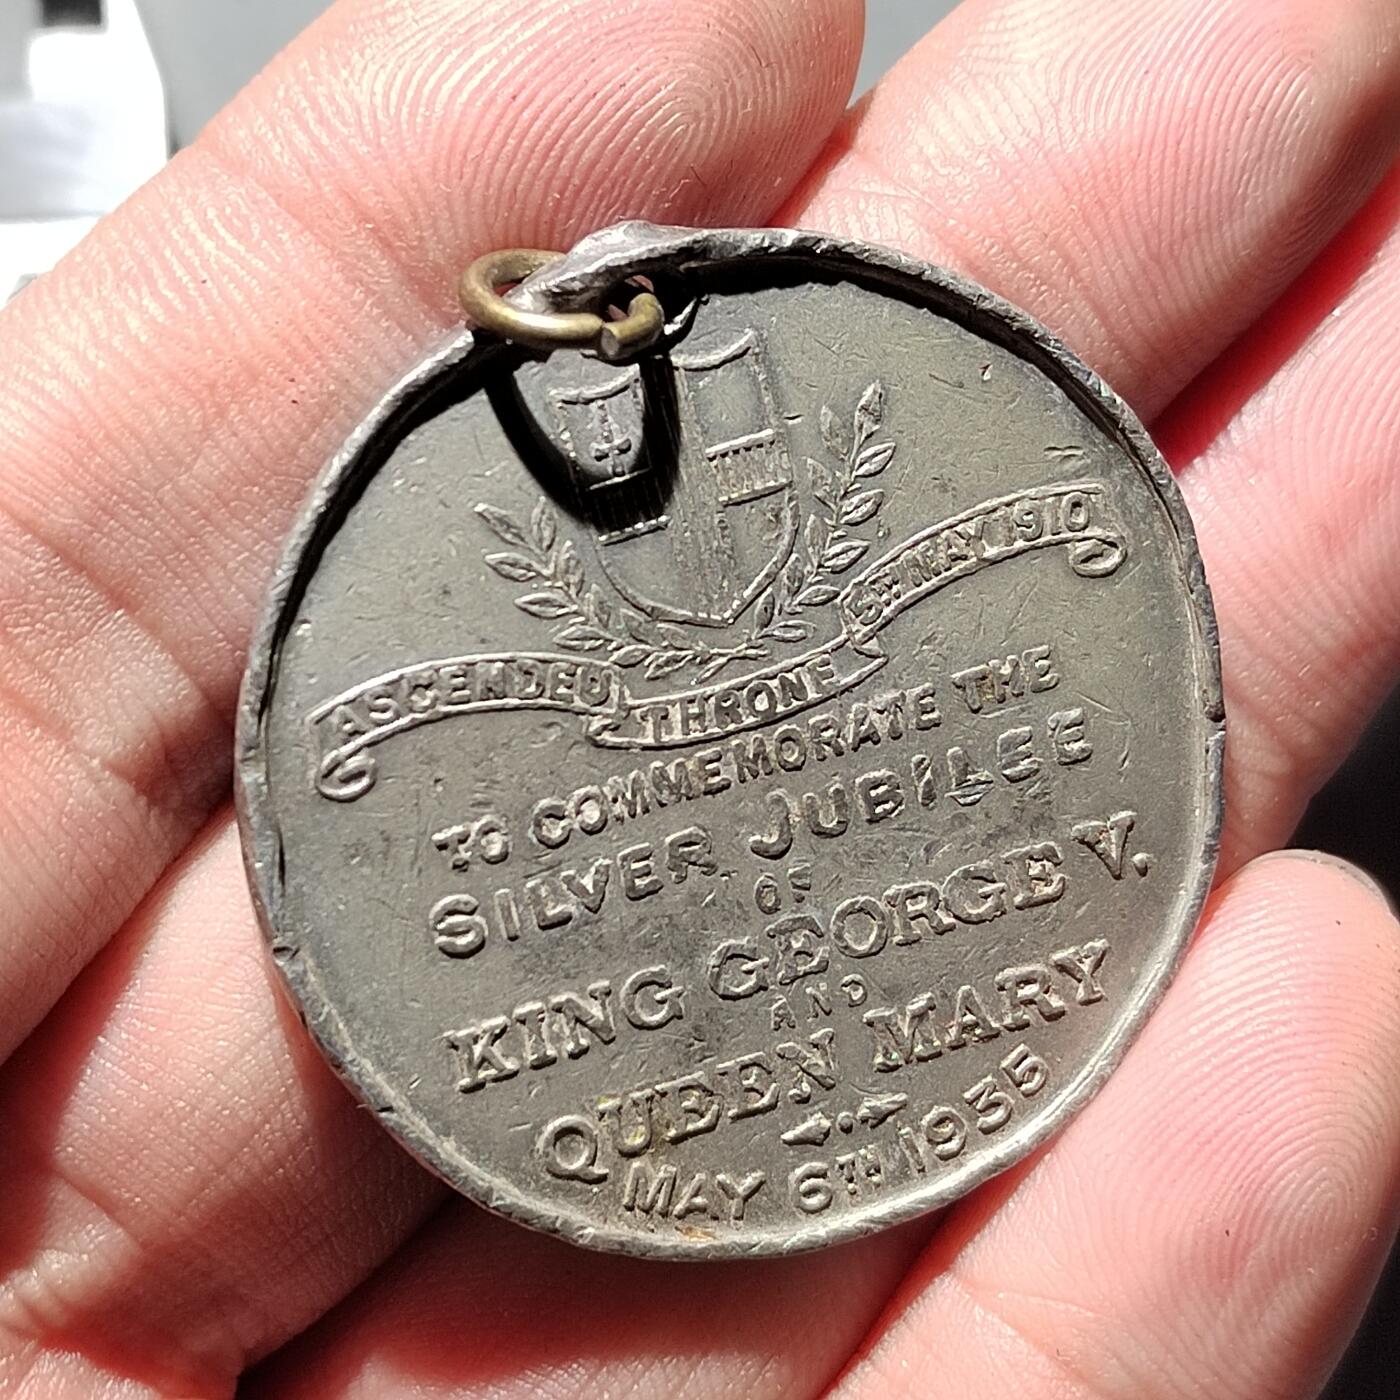 ASCENDED THRONE 6TH MAY 1910
TO COMMEMORATE THE
SILVER JUBILEE
OF
KING GEORGE V.
AND
QUEEN MARY
MAY 6TH 1935